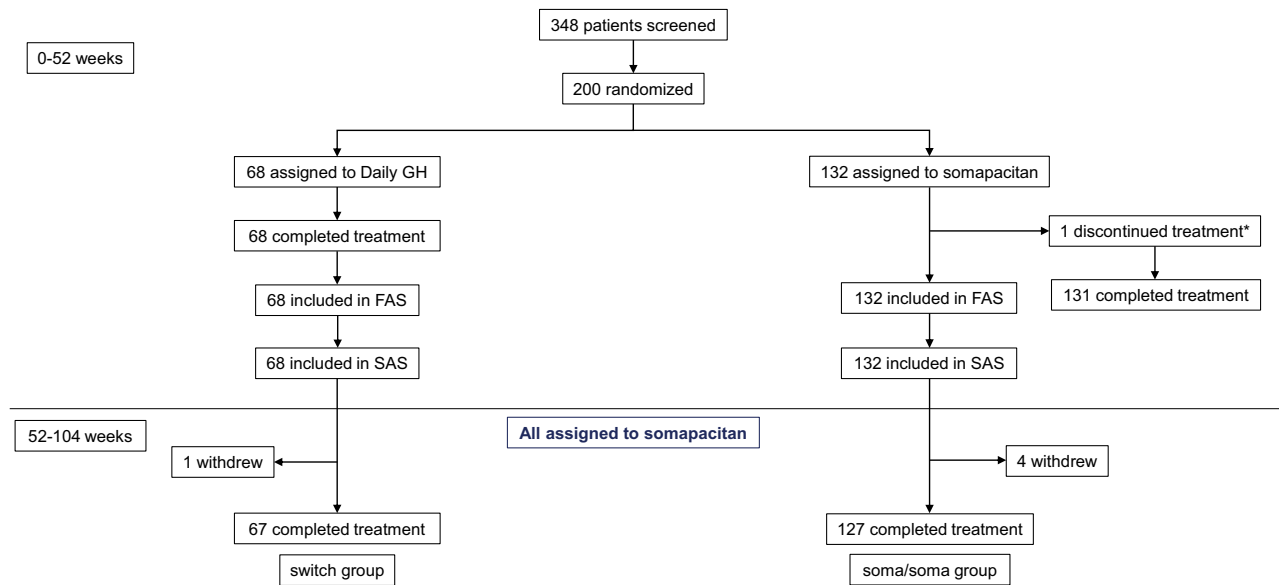 348 patients screened
0-52 weeks
200 randomized
68 assigned to Daily GH
132 assigned to somapacitan
68 completed treatment
1 discontinued treatment*
68 included in FAS
132 included in FAS
131 completed treatment
68 included in SAS
132 included in SAS
52-104 weeks
All assigned to somapacitan
1 withdrew
4 withdrew
67 completed treatment
127 completed treatment
switch group
soma/soma group